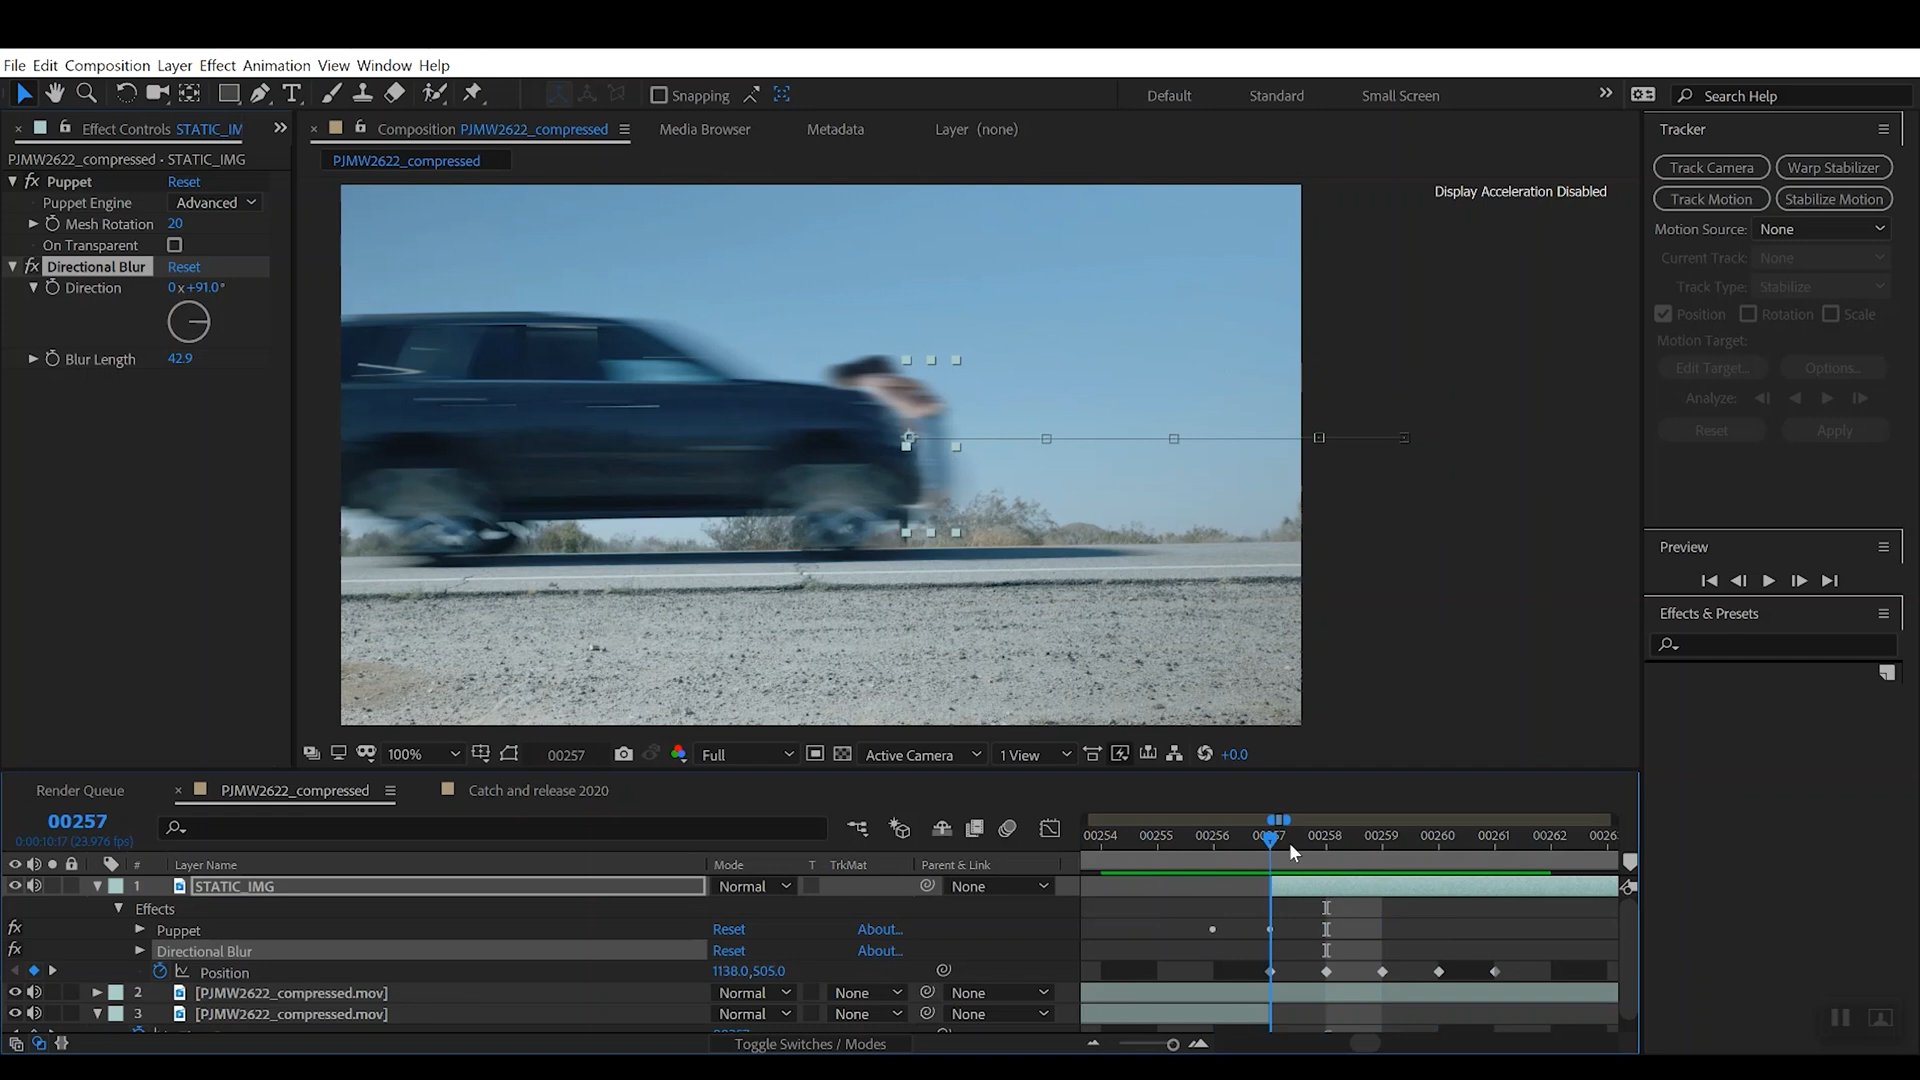 File Edit Composition Layer Effect Animation View Window Help
Snapping Default Standard Small Screen Search Help
Effect Controls STATIC_IM
Composition PJMW2622_compressed Media Browser Metadata Layer (none)
Tracker
PJMW2622_compressed • STATIC_IMG
PJMW2622_compressed
fx Puppet Reset
Puppet Engine Advanced
Mesh Rotation 20
On Transparent
fx Directional Blur Reset
Direction 0x+91.0°
Blur Length 42.9
Display Acceleration Disabled
Track Camera Warp Stabilizer
Track Motion Stabilize Motion
Motion Source: None
Current Track: None
Track Type: Stabilize
Position Rotation Scale
Motion Target:
Edit Target... Options...
Analyze:
Reset Apply
Preview
Effects & Presets
100% 00257 Full Active Camera 1 View +0.0
Render Queue PJMW2622_compressed Catch and release 2020
00257
0:00:10:17 (23.976 fps)
00254 00255 00256 00257 00258 00259 00260 00261 00262 0026
# Layer Name Mode T TrkMat Parent & Link
1 STATIC_IMG Normal None
Effects
fx Puppet Reset About...
fx Directional Blur Reset About...
Position 1138.0,505.0
2 [PJMW2622_compressed.mov] Normal None None
3 [PJMW2622_compressed.mov] Normal None None
Toggle Switches / Modes